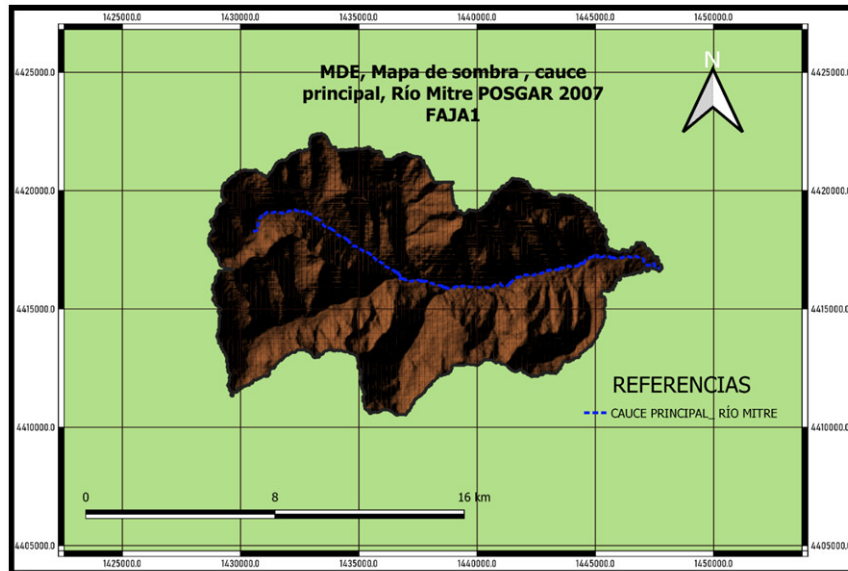 1425000.0 1430000.0 1435000.0 1440000.0 1445000.0 1450000.0
N
MDE, Mapa de sombra , cauce
principal, Río Mitre POSGAR 2007
FAJA1
4425000.0 4425000.0
4420000.0 4420000.0
4415000.0 4415000.0
REFERENCIAS
CAUCE PRINCIPAL_ RÍO MITRE
4410000.0 4410000.0
0 8 16 km
4405000.0 4405000.0
1425000.0 1430000.0 1435000.0 1440000.0 1445000.0 1450000.0